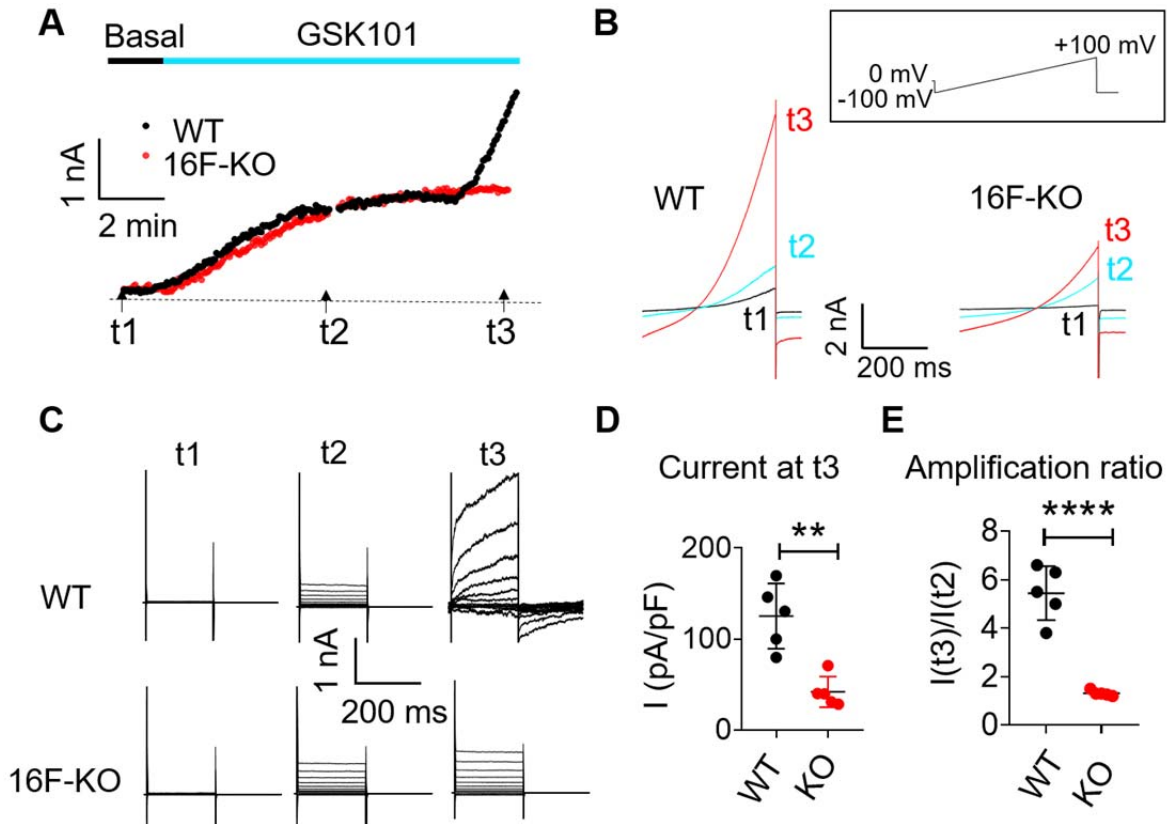 A
Basal
GSK101
WT
16F-KO
1 nA
2 min
t1
t2
t3
B
+100 mV
0 mV
-100 mV
t3
WT
16F-KO
t2
t3
t2
t1
t1
2 nA
200 ms
C
t1
t2
t3
WT
1 nA
200 ms
16F-KO
D
Current at t3
**
200
100
0
I (pA/pF)
WT
KO
E
Amplification ratio
****
8
6
4
2
0
I(t3)/I(t2)
WT
KO